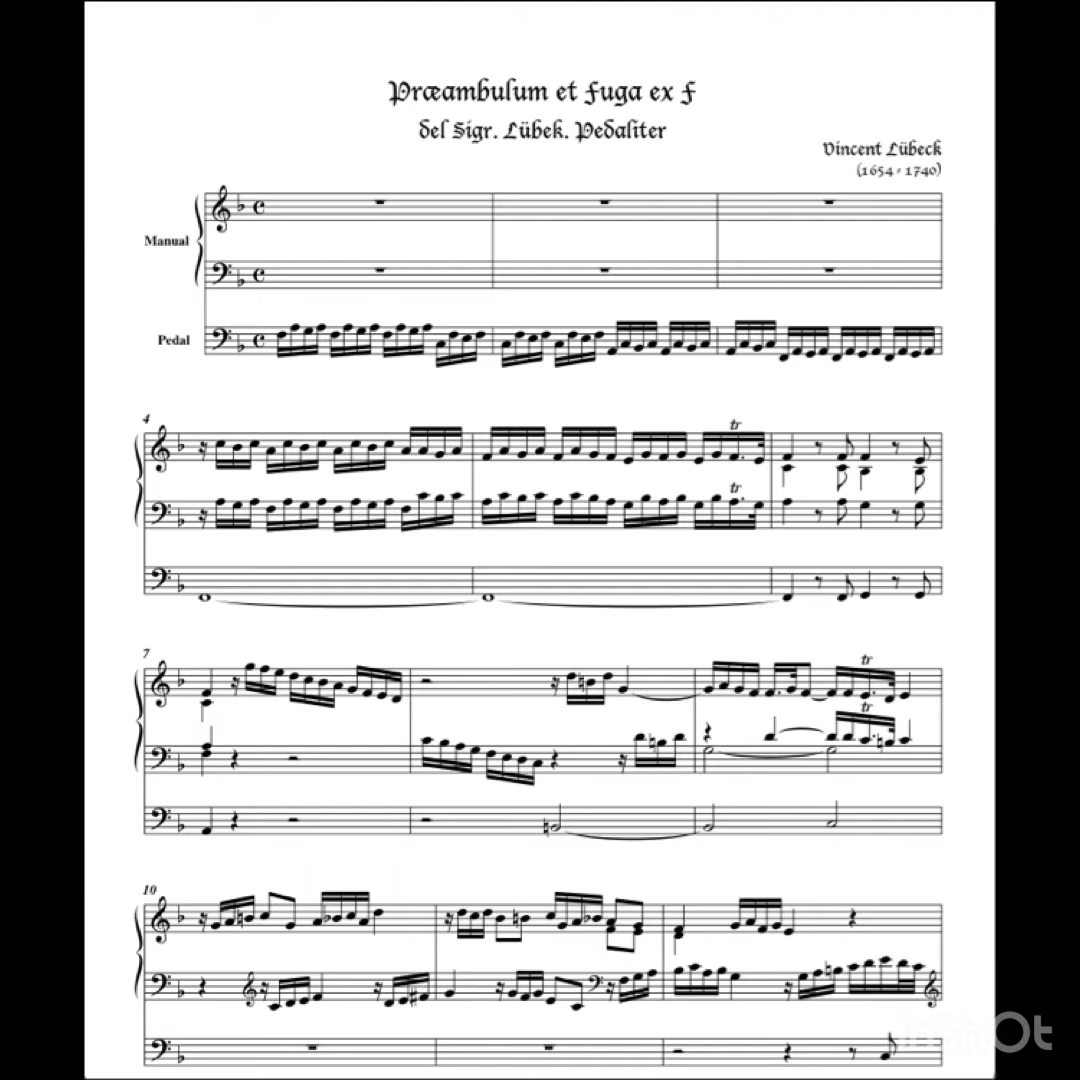 Præambulum et Fuga ex F
del Sigr. Lübek. Pedaliter
Vincent Lübeck
(1654 - 1740)
Manual
Pedal
4
tr
tr
7
tr
tr
10